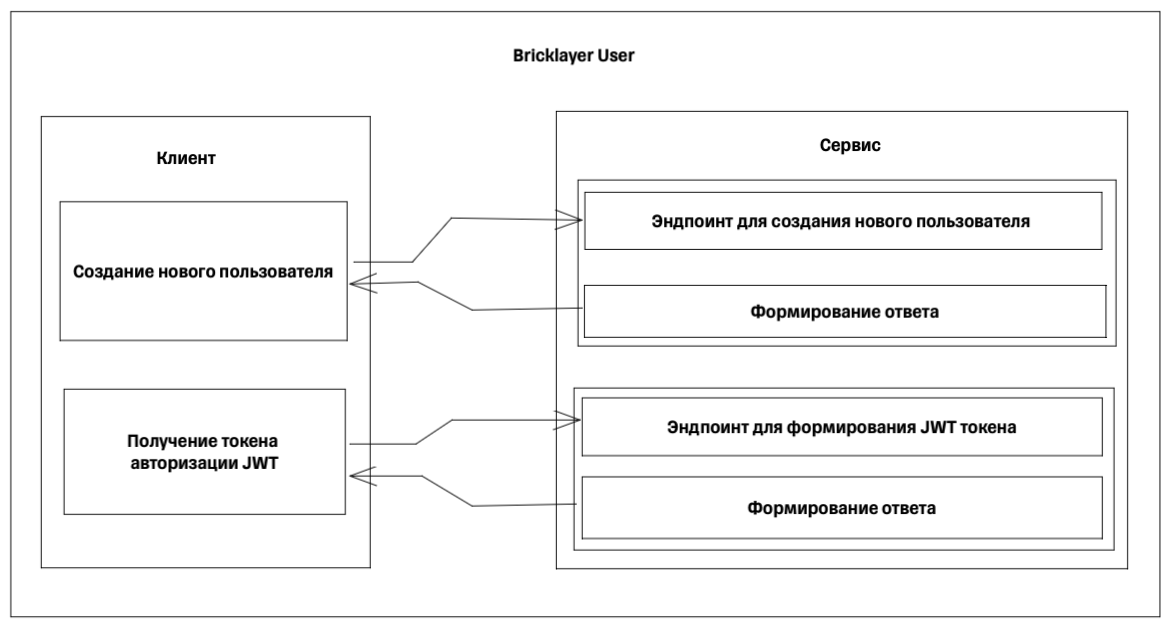 Bricklayer User
Клиент
Создание нового пользователя
Получение токена
авторизации JWT
Сервис
Эндпоинт для создания нового пользователя
Формирование ответа
Эндпоинт для формирования JWT токена
Формирование ответа